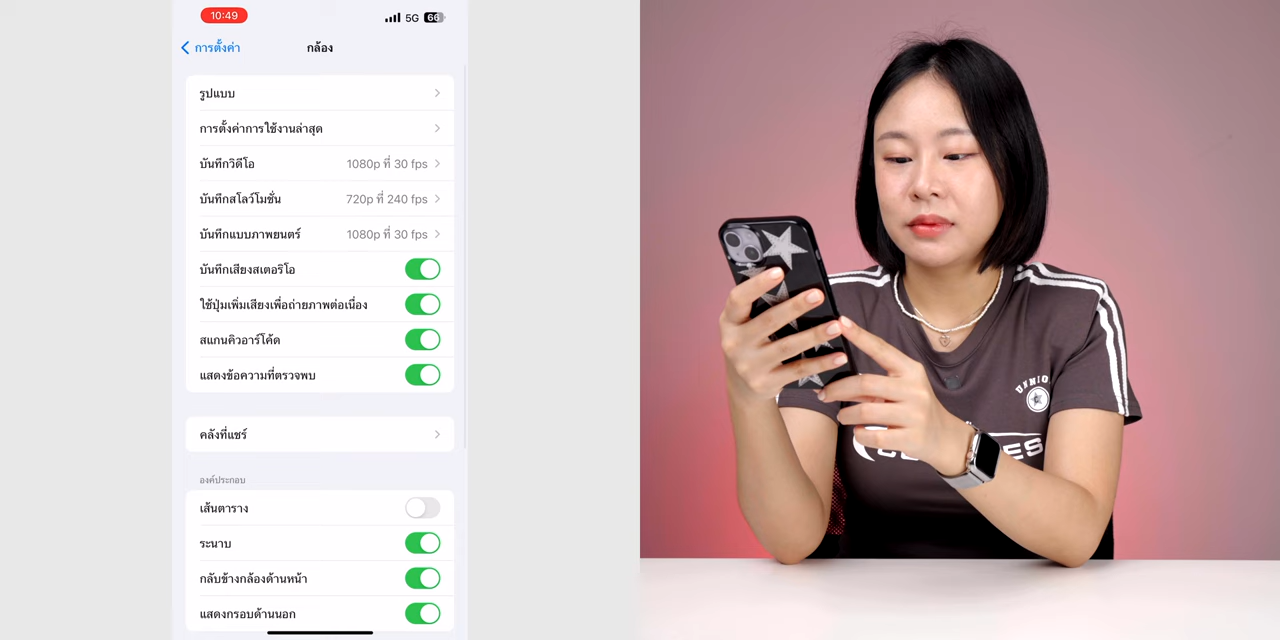 10:49
5G 66
การตั้งค่า
กล้อง
รูปแบบ
การตั้งค่าการใช้งานล่าสุด
บันทึกวิดีโอ 1080p ที่ 30 fps
บันทึกสโลว์โมชั่น 720p ที่ 240 fps
บันทึกแบบภาพยนตร์ 1080p ที่ 30 fps
บันทึกเสียงสเตอริโอ
ใช้ปุ่มเพิ่มเสียงเพื่อถ่ายภาพต่อเนื่อง
สแกนคิวอาร์โค้ด
แสดงข้อความที่ตรวจพบ
คลังที่แชร์
องค์ประกอบ
เส้นตาราง
ระนาบ
กลับข้างกล้องด้านหน้า
แสดงกรอบด้านนอก